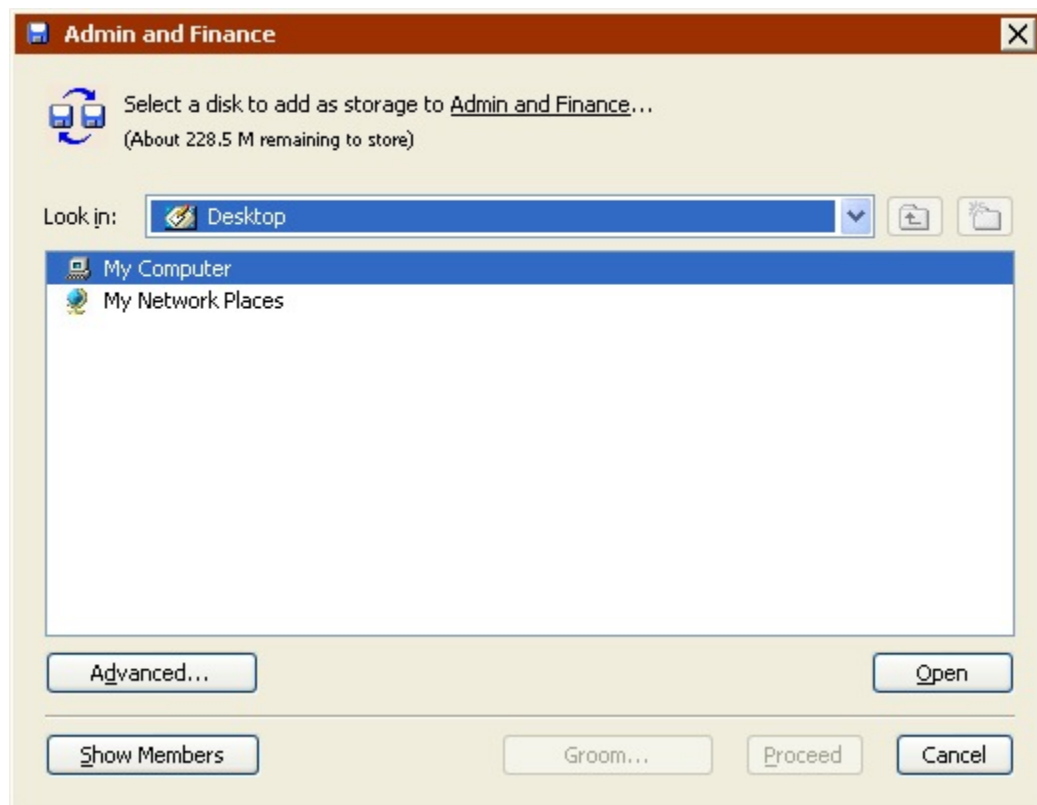 Admin and Finance
Select a disk to add as storage to Admin and Finance...
(About 228.5 M remaining to store)
Look in: Desktop
My Computer
My Network Places
Advanced... Open
Show Members Groom... Proceed Cancel